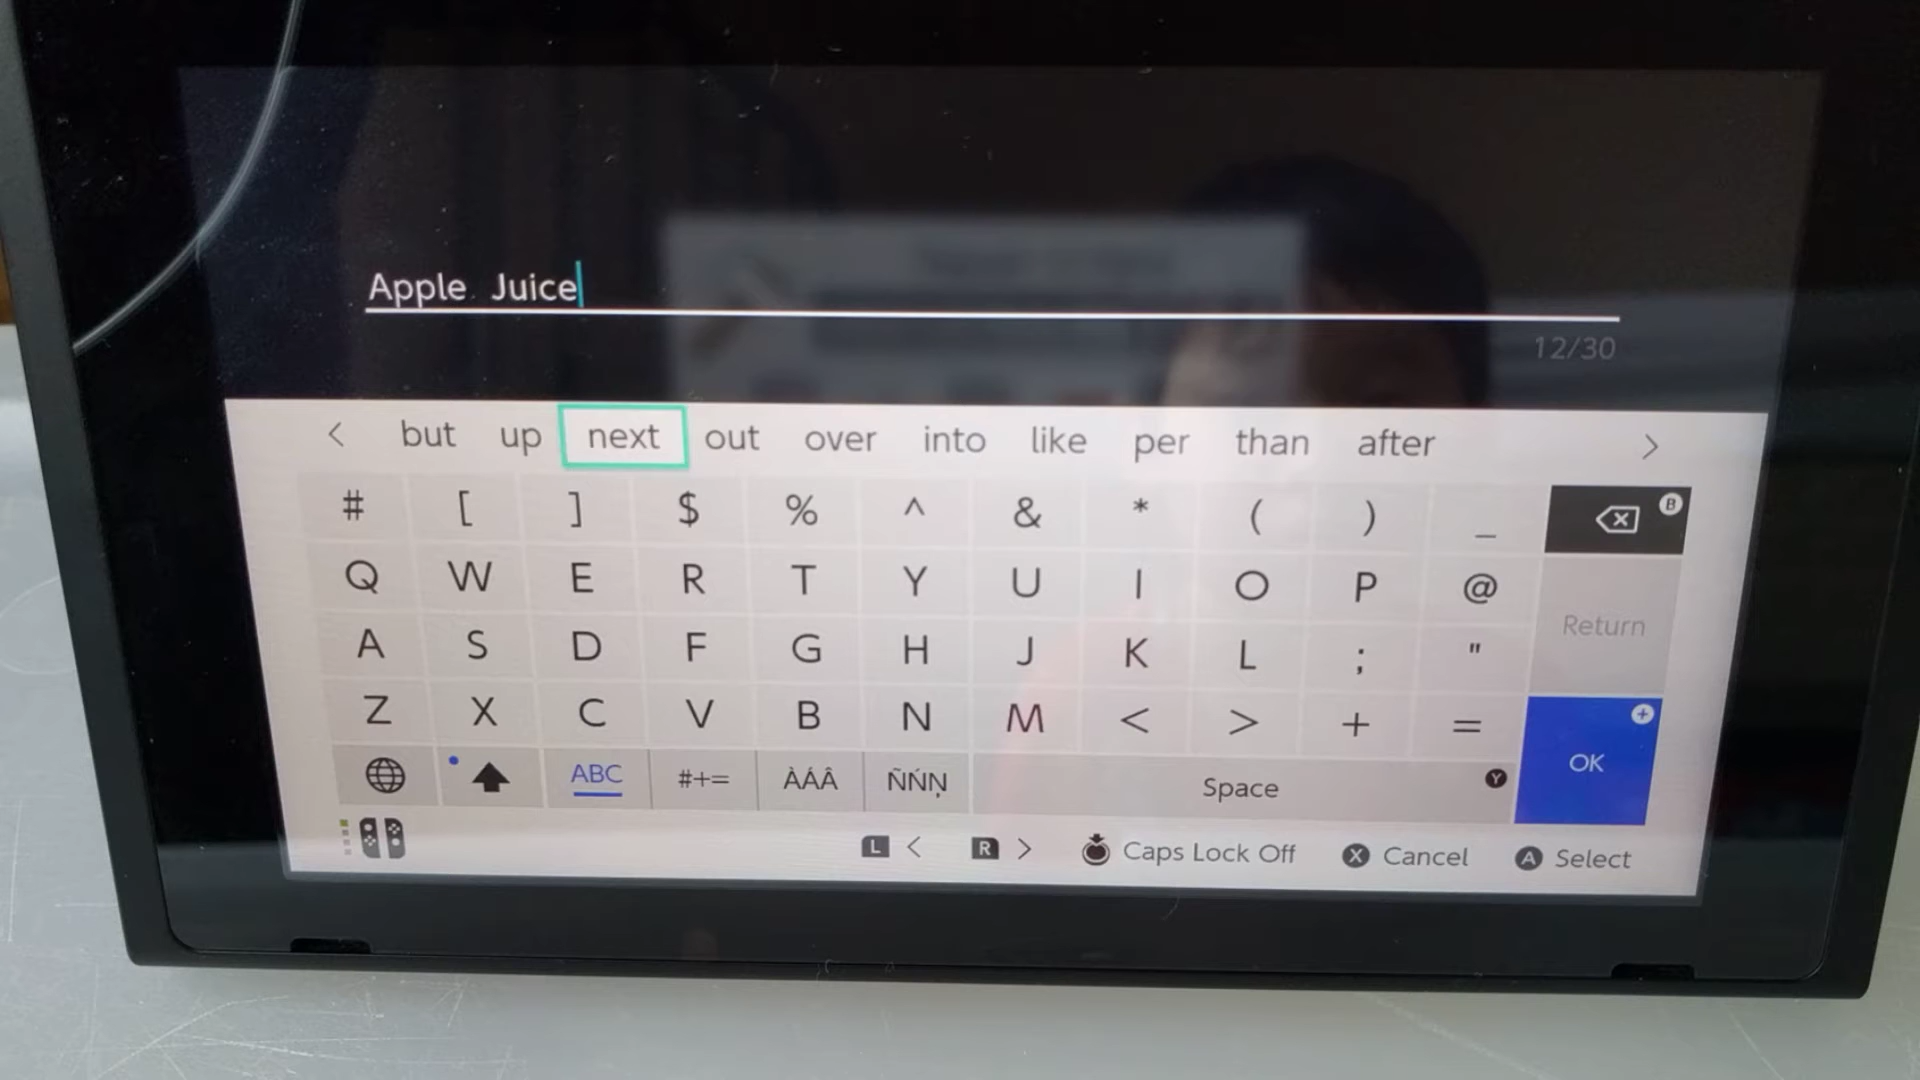 Apple  Juice
12/30
< but up next out over into like per than after >
# [ ] $ % ^ & * ( ) _ B
Q W E R T Y U I O P @ Return
A S D F G H J K L ; "
Z X C V B N M < > + = + OK
ABC #+= ÀÁÂ ÑŃŅ Space Y
L < R > Caps Lock Off X Cancel A Select